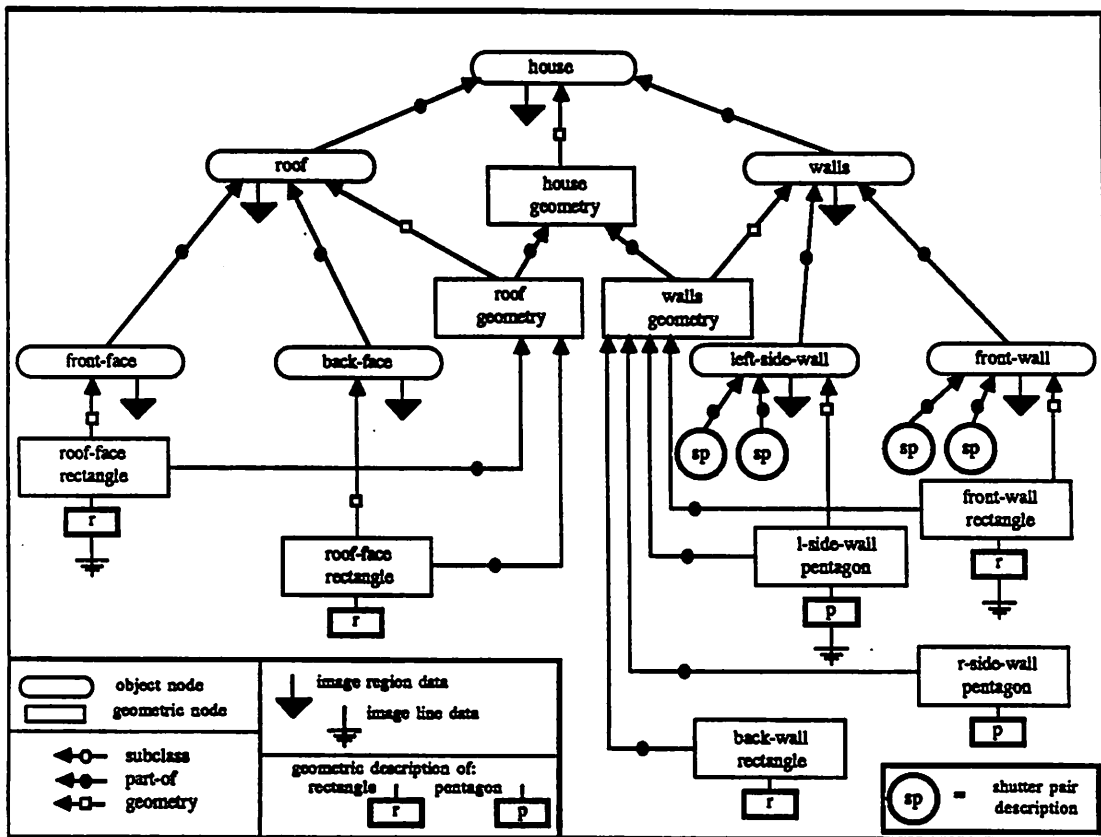 house
roof
walls
house
geometry
roof
geometry
walls
geometry
front-face
back-face
left-side-wall
front-wall
sp
sp
sp
sp
roof-face
rectangle
r
front-wall
rectangle
r
roof-face
rectangle
r
l-side-wall
pentagon
p
r-side-wall
pentagon
p
back-wall
rectangle
r
object node
geometric node
subclass
part-of
geometry
image region data
image line data
geometric description of:
rectangle pentagon
r p
sp = shutter pair
description